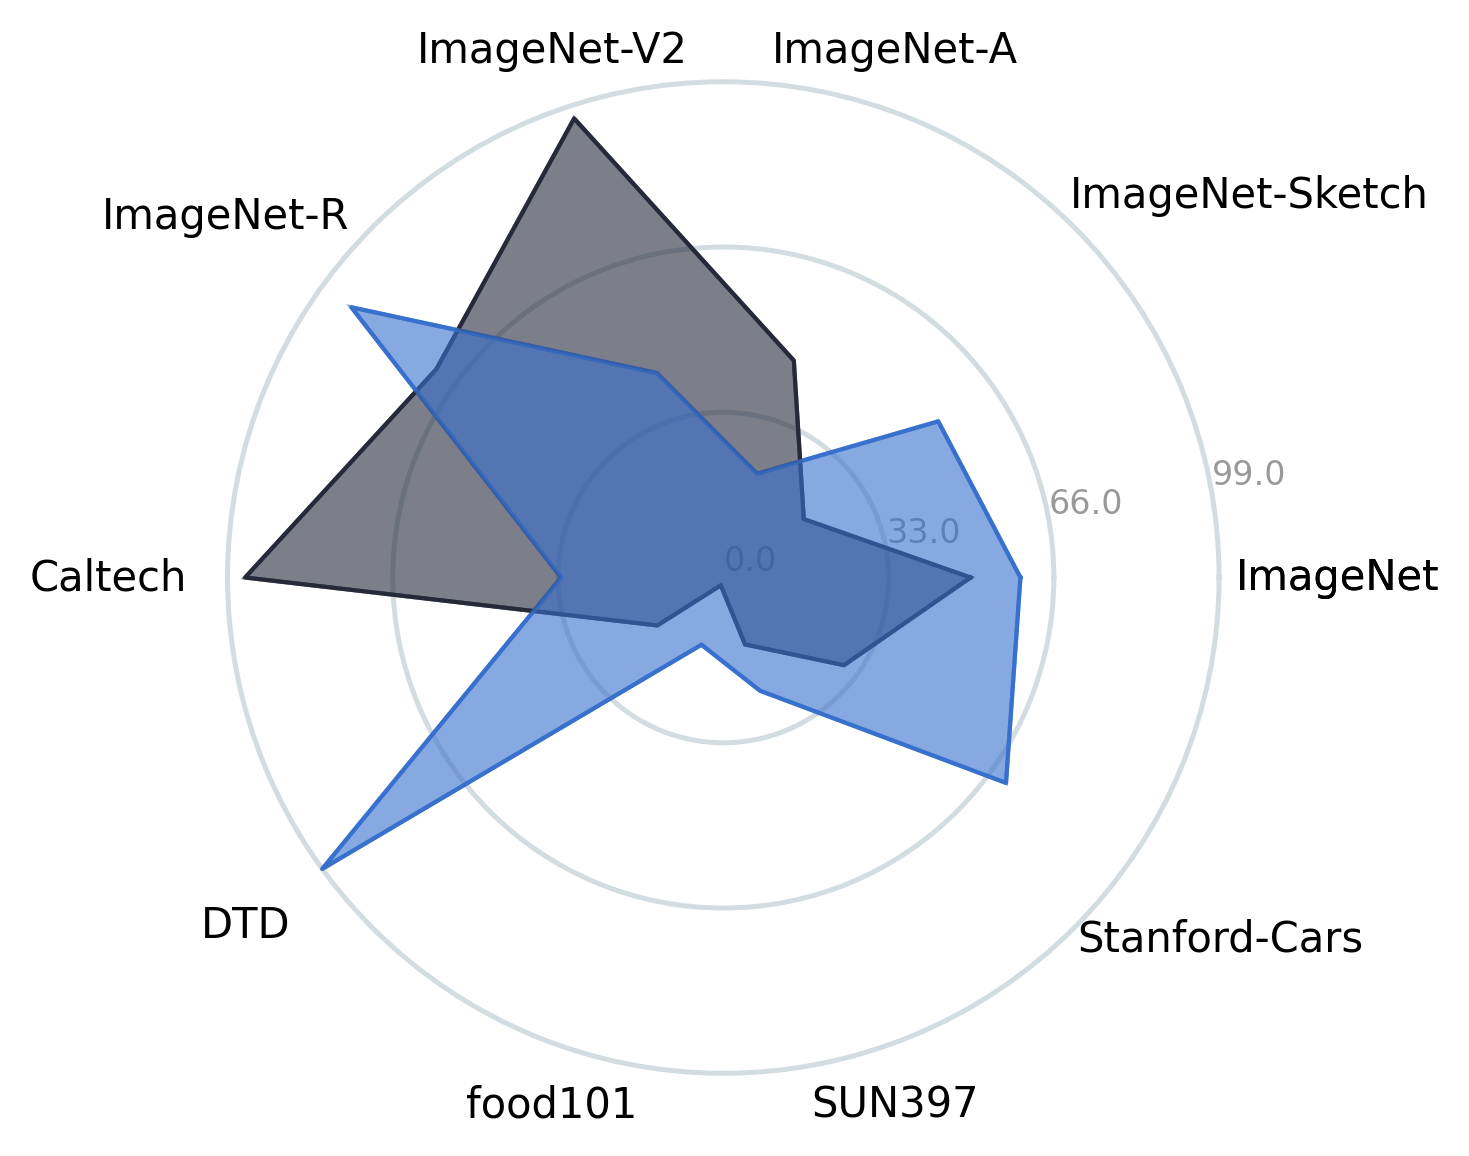 ImageNet-V2
ImageNet-A
ImageNet-Sketch
ImageNet-R
99.0
66.0
33.0
0.0
Caltech
ImageNet
DTD
Stanford-Cars
food101
SUN397